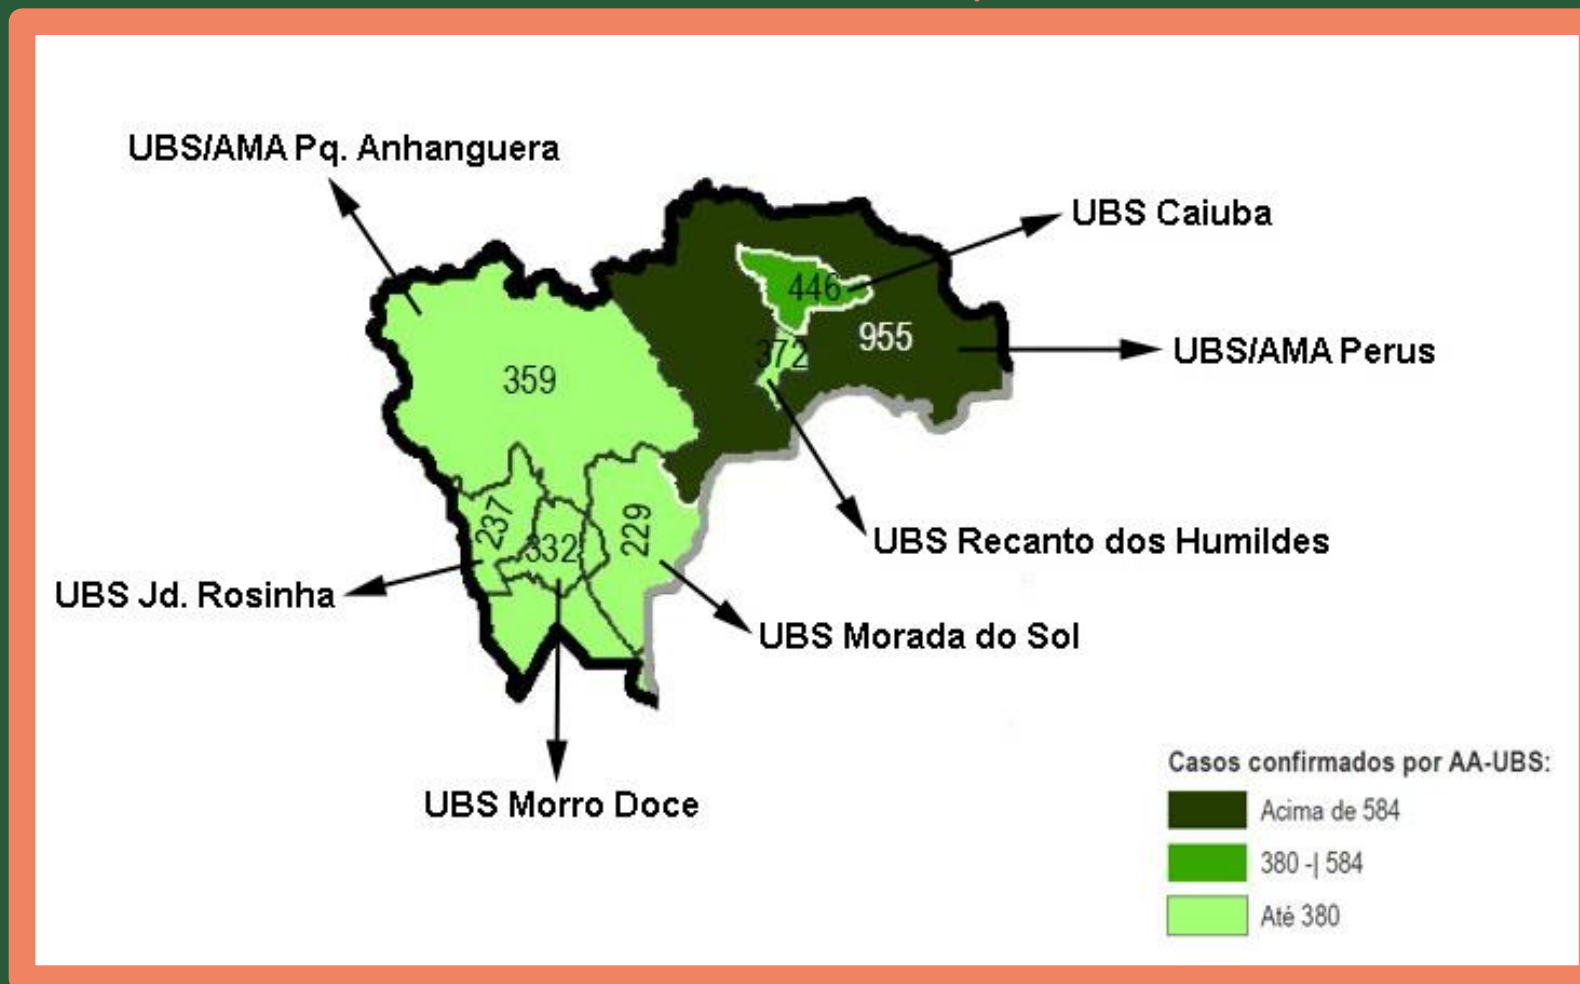 UBS/AMA Pq. Anhanguera
UBS Caiuba
446
955
372
UBS/AMA Perus
359
237
332
229
UBS Recanto dos Humildes
UBS Jd. Rosinha
UBS Morada do Sol
UBS Morro Doce
Casos confirmados por AA-UBS:
Acima de 584
380 -| 584
Até 380